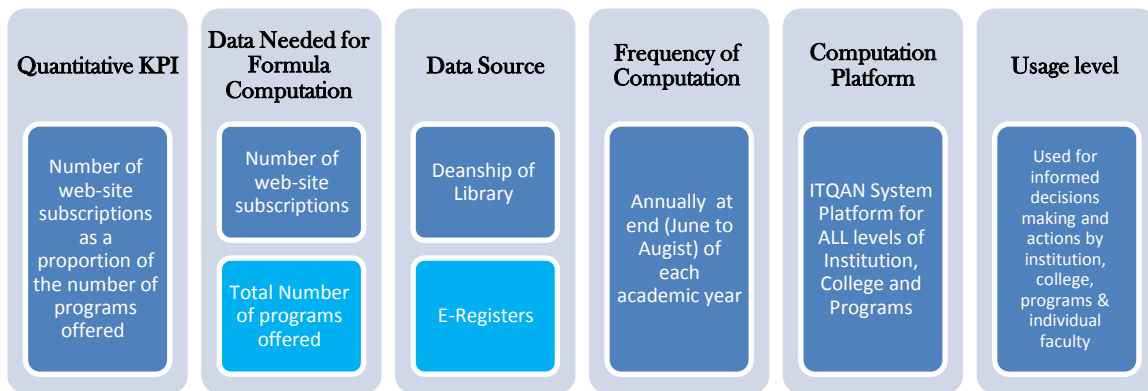 Quantitative KPI
Number of
web-site
subscriptions
as a
proportion of
the number of
programs
offered
Data Needed for
Formula
Computation
Number of
web-site
subscriptions
Total Number
of programs
offered
Data Source
Deanship of
Library
E-Registers
Frequency of
Computation
Annually at
end (June to
Augist) of
each
academic year
Computation
Platform
ITQAN System
Platform for
ALL levels of
Institution,
College and
Programs
Usage level
Used for
informed
decisions
making and
actions by
institution,
college,
programs &
individual
faculty